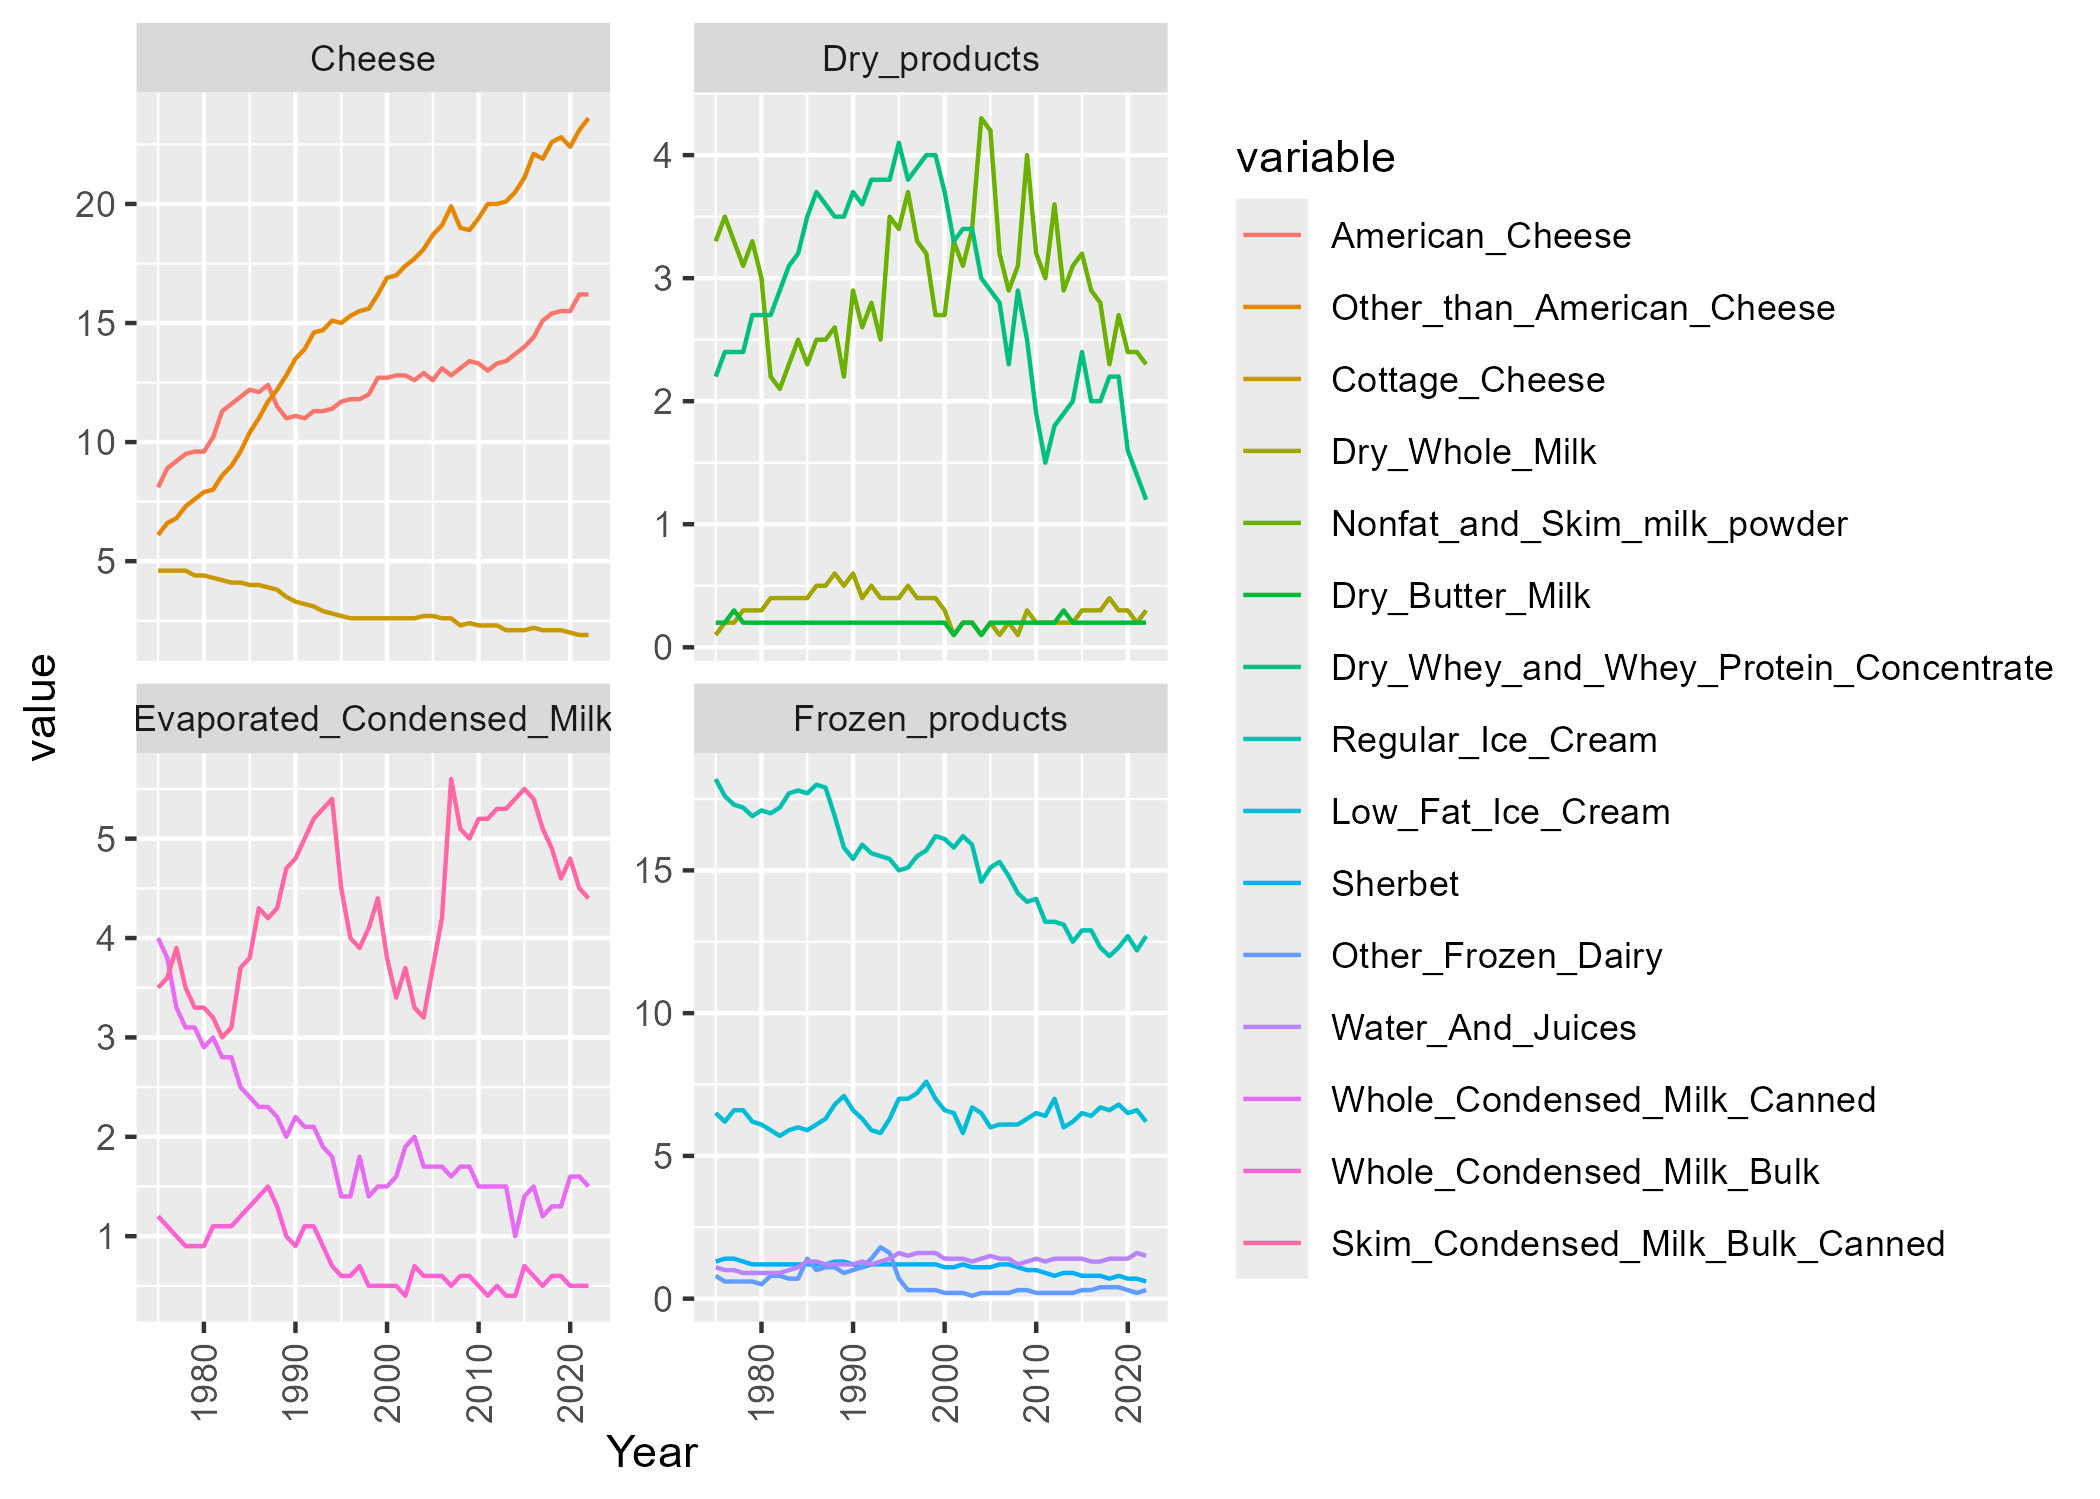 Cheese
Dry_products
20
15
10
5
4
3
2
1
0
Evaporated_Condensed_Milk
Frozen_products
5
4
3
2
1
15
10
5
0
1980
1990
2000
2010
2020
1980
1990
2000
2010
2020
Year
value
variable
American_Cheese
Other_than_American_Cheese
Cottage_Cheese
Dry_Whole_Milk
Nonfat_and_Skim_milk_powder
Dry_Butter_Milk
Dry_Whey_and_Whey_Protein_Concentrate
Regular_Ice_Cream
Low_Fat_Ice_Cream
Sherbet
Other_Frozen_Dairy
Water_And_Juices
Whole_Condensed_Milk_Canned
Whole_Condensed_Milk_Bulk
Skim_Condensed_Milk_Bulk_Canned